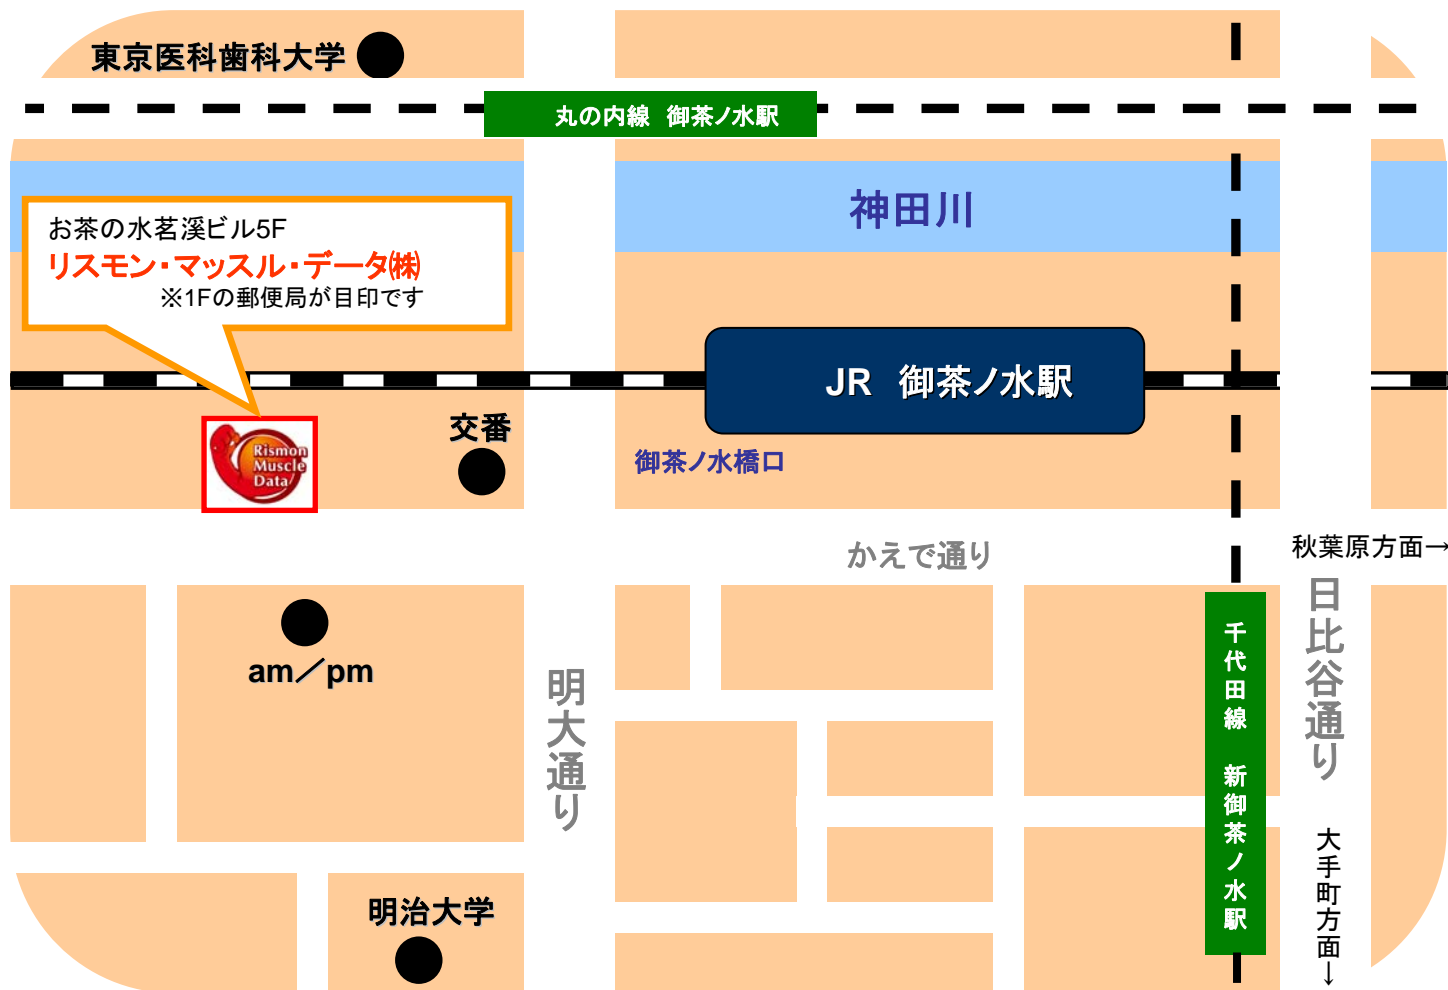 東京医科歯科大学
丸の内線 御茶ノ水駅
神田川
お茶の水茗溪ビル5F
リスモン・マッスル・データ㈱
※1Fの郵便局が目印です
JR 御茶ノ水駅
交番
御茶ノ水橋口
Rismon
Muscle
Data
かえで通り
秋葉原方面→
日比谷通り
千代田線 新御茶ノ水駅
am／pm
明大通り
大手町方面→
明治大学